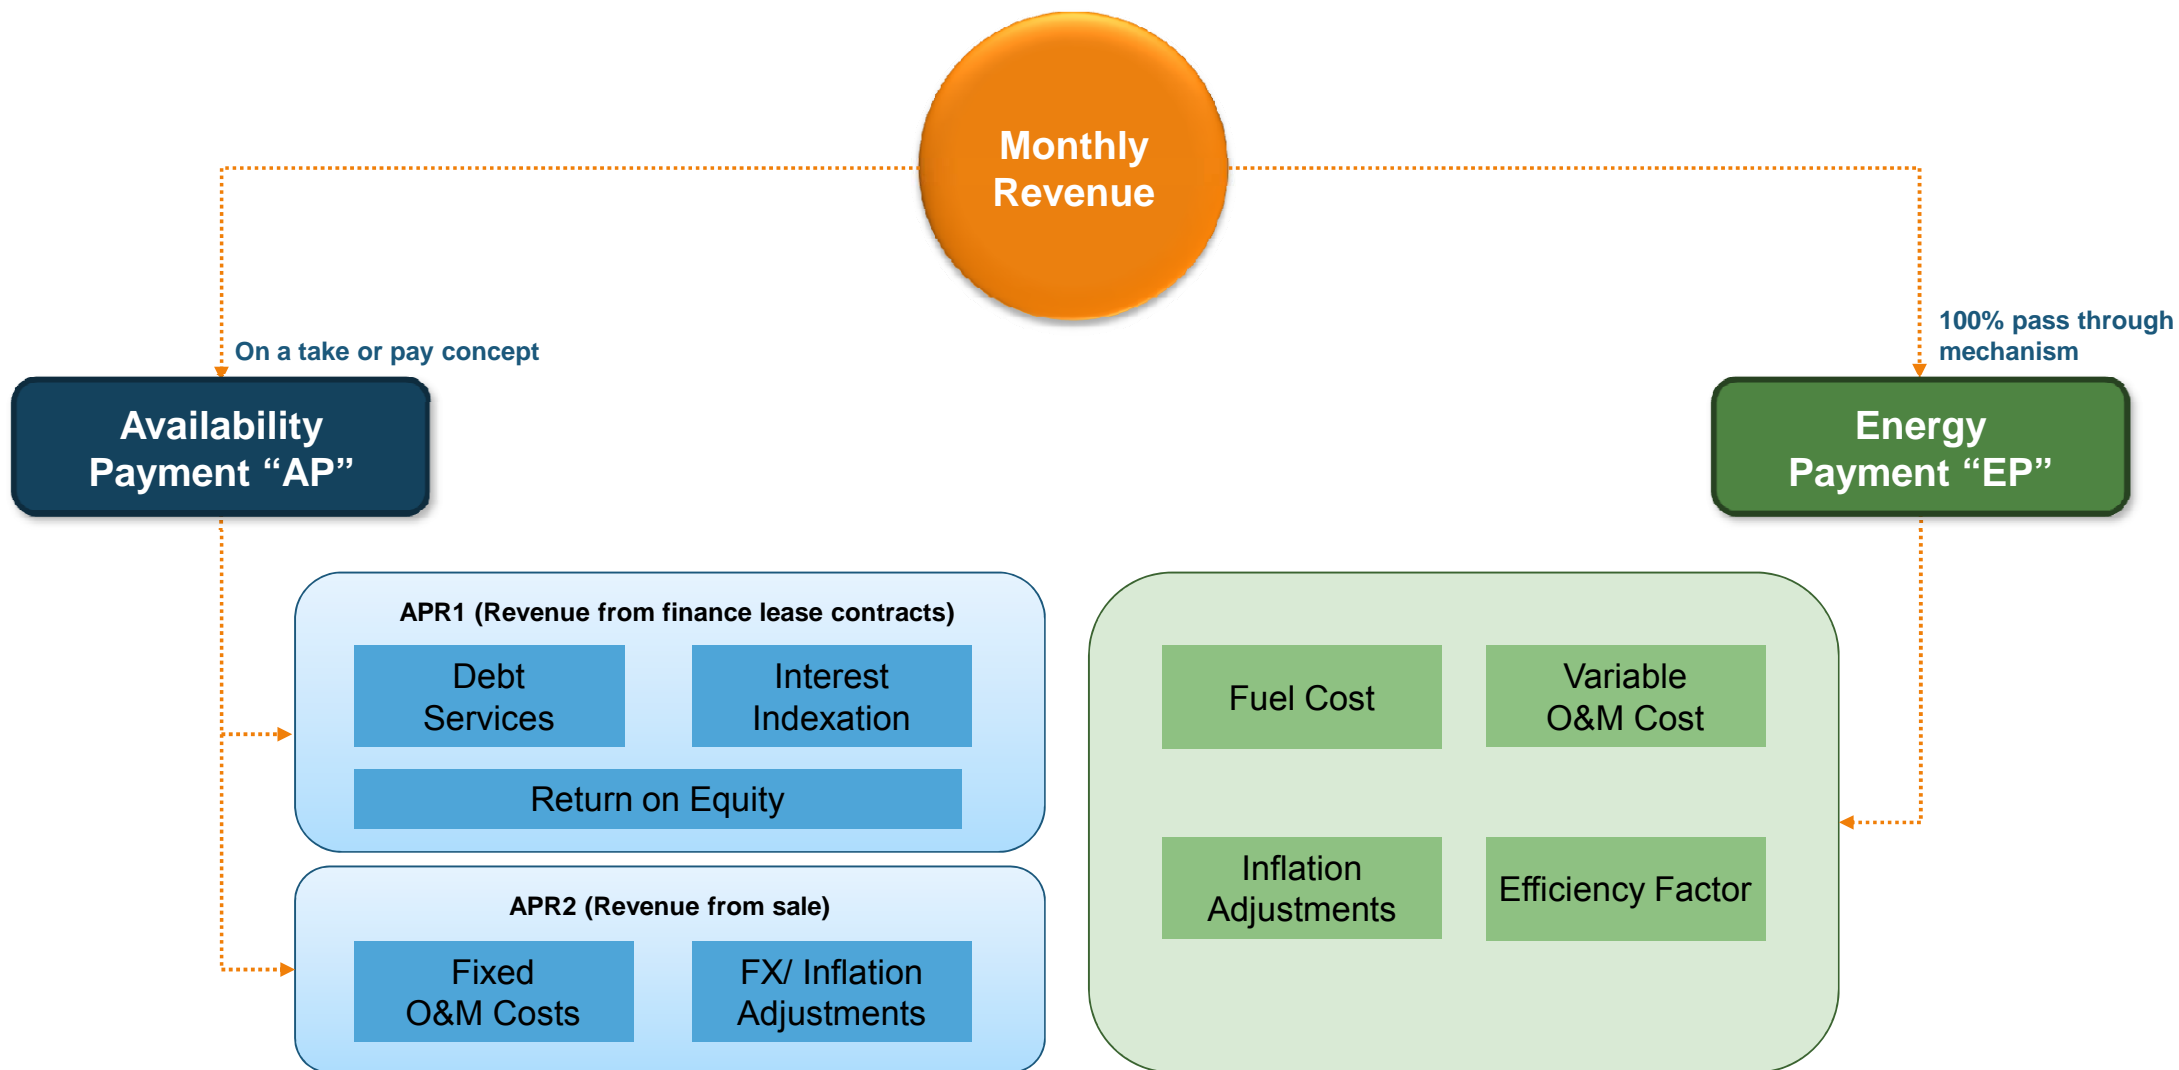 Monthly
Revenue
On a take or pay concept
100% pass through
mechanism
Availability
Payment “AP”
Energy
Payment “EP”
APR1 (Revenue from finance lease contracts)
Debt
Services
Interest
Indexation
Return on Equity
APR2 (Revenue from sale)
Fixed
O&M Costs
FX/ Inflation
Adjustments
Fuel Cost
Variable
O&M Cost
Inflation
Adjustments
Efficiency Factor